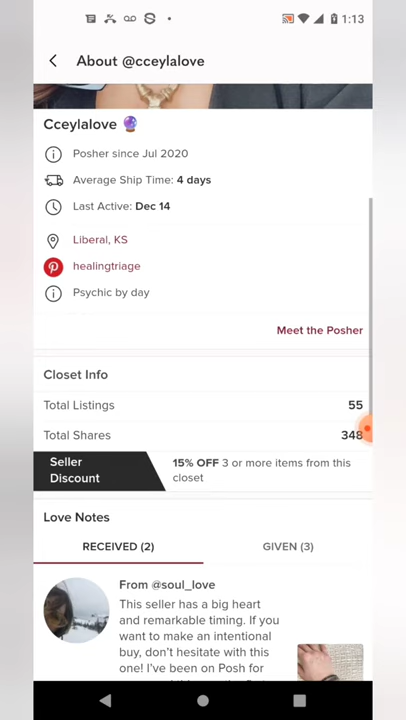 1:13
About @cceylalove
Cceylalove
Posher since Jul 2020
Average Ship Time: 4 days
Last Active: Dec 14
Liberal, KS
healingtriage
Psychic by day
Meet the Posher
Closet Info
Total Listings 55
Total Shares 348
Seller Discount
15% OFF 3 or more items from this
closet
Love Notes
RECEIVED (2) GIVEN (3)
From @soul_love
This seller has a big heart
and remarkable timing. If you
want to make an intentional
buy, don't hesitate with this
one! I've been on Posh for